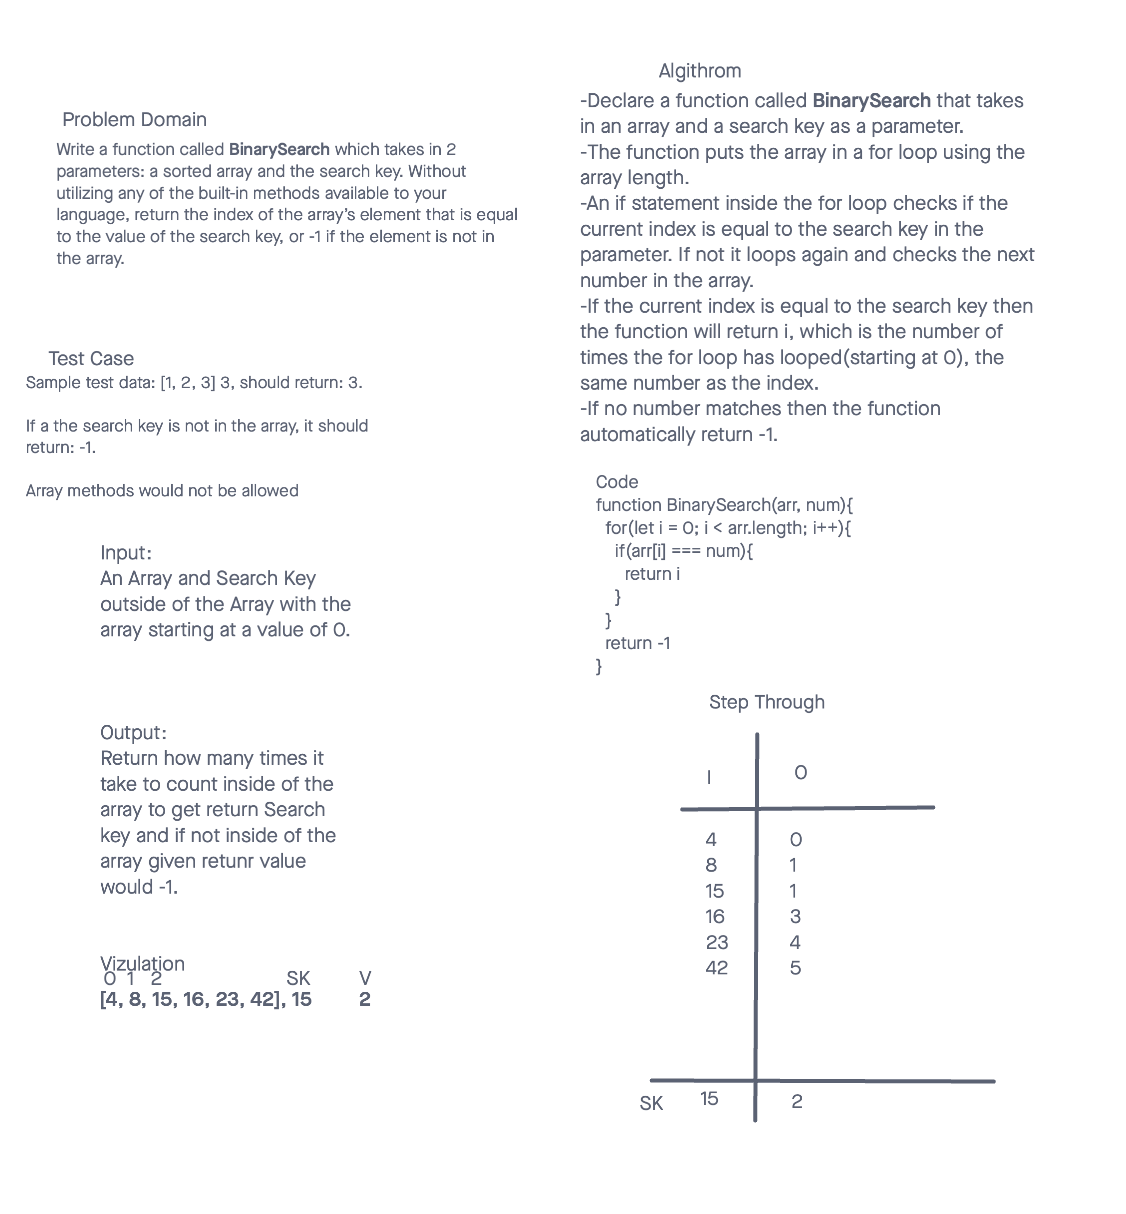 Problem Domain
Write a function called BinarySearch which takes in 2
parameters: a sorted array and the search key. Without
utilizing any of the built-in methods available to your
language, return the index of the array's element that is equal
to the value of the search key, or -1 if the element is not in
the array.
Test Case
Sample test data: [1, 2, 3] 3, should return: 3.
If a the search key is not in the array, it should
return: -1.
Array methods would not be allowed
Input:
An Array and Search Key
outside of the Array with the
array starting at a value of 0.
Output:
Return how many times it
take to count inside of the
array to get return Search
key and if not inside of the
array given retunr value
would -1.
Vizulation
0 1 2 SK V
[4, 8, 15, 16, 23, 42], 15 2
Algithrom
-Declare a function called BinarySearch that takes
in an array and a search key as a parameter.
-The function puts the array in a for loop using the
array length.
-An if statement inside the for loop checks if the
current index is equal to the search key in the
parameter. If not it loops again and checks the next
number in the array.
-If the current index is equal to the search key then
the function will return i, which is the number of
times the for loop has looped(starting at 0), the
same number as the index.
-If no number matches then the function
automatically return -1.
Code
function BinarySearch(arr, num){
for(let i = 0; i < arr.length; i++){
if(arr[i] === num){
return i
}
}
return -1
}
Step Through
I O
4 0
8 1
15 1
16 3
23 4
42 5
SK 15 2